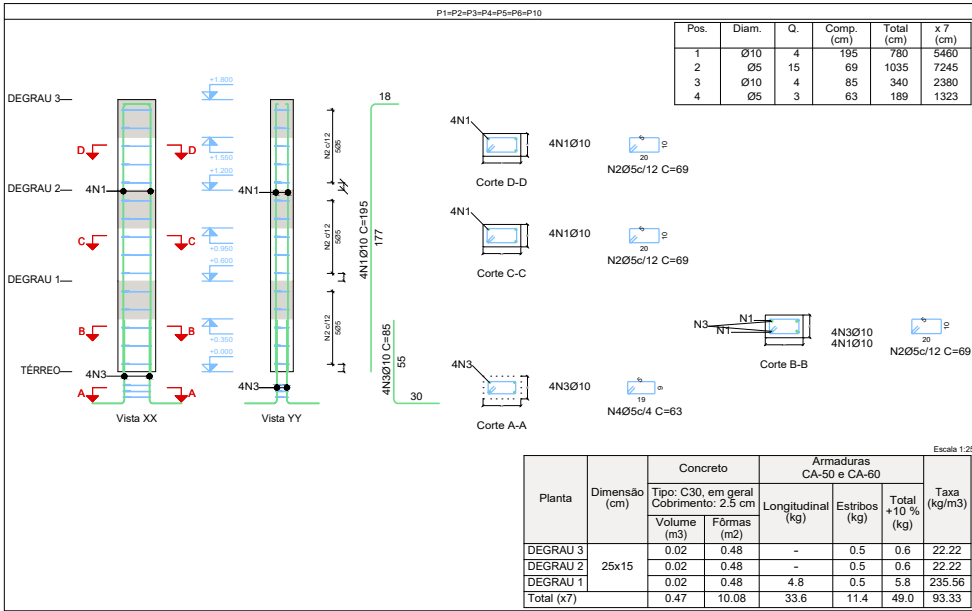 P1=P2=P3=P4=P5=P6=P10
Pos. Diam. Q. Comp. (cm) Total (cm) x 7 (cm)
1 Ø10 4 195 780 5460
2 Ø5 15 69 1035 7245
3 Ø10 4 85 340 2380
4 Ø5 3 63 189 1323
DEGRAU 3
+1.800
18
D D
+1.550
N2 c/12
5Ø5
4N1
4N1Ø10
Corte D-D
5
10
20
N2Ø5c/12 C=69
DEGRAU 2
+1.200
4N1
4N1
C C
+0.950
N2 c/12
5Ø5
4N1Ø10 C=195
177
4N1
4N1Ø10
Corte C-C
5
10
20
N2Ø5c/12 C=69
DEGRAU 1
+0.600
B B
+0.350
N2 c/12
5Ø5
N3
N1
N1
4N3Ø10
4N1Ø10
Corte B-B
5
10
20
N2Ø5c/12 C=69
TÉRREO
+0.000
4N3
4N3
A A
4N3Ø10 C=85
55
30
4N3
4N3Ø10
Corte A-A
5
9
19
N4Ø5c/4 C=63
Vista XX
Vista YY
Escala 1:25
Planta Dimensão (cm) Concreto Armaduras CA-50 e CA-60 Taxa (kg/m3)
Tipo: C30, em geral
Cobrimento: 2.5 cm
Longitudinal (kg) Estribos (kg) Total +10 % (kg)
Volume (m3) Fôrmas (m2)
DEGRAU 3 25x15 0.02 0.48 - 0.5 0.6 22.22
DEGRAU 2 0.02 0.48 - 0.5 0.6 22.22
DEGRAU 1 0.02 0.48 4.8 0.5 5.8 235.56
Total (x7) 0.47 10.08 33.6 11.4 49.0 93.33